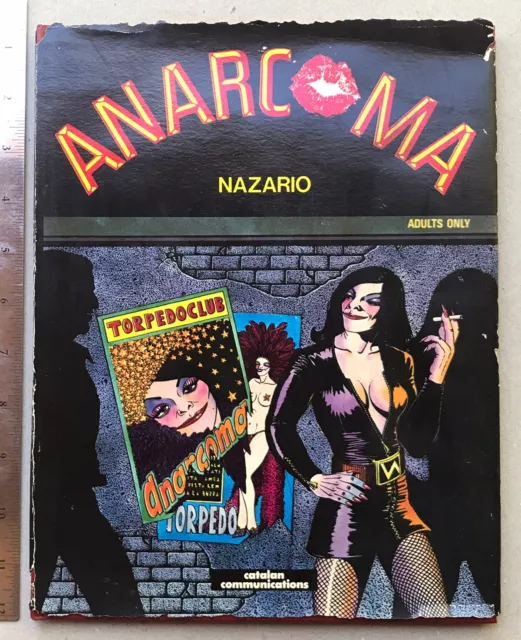 ANARCOMA
NAZARIO
ADULTS ONLY
TORPEDOCLUB
anarcoma
TORPEDO
catalan
communications